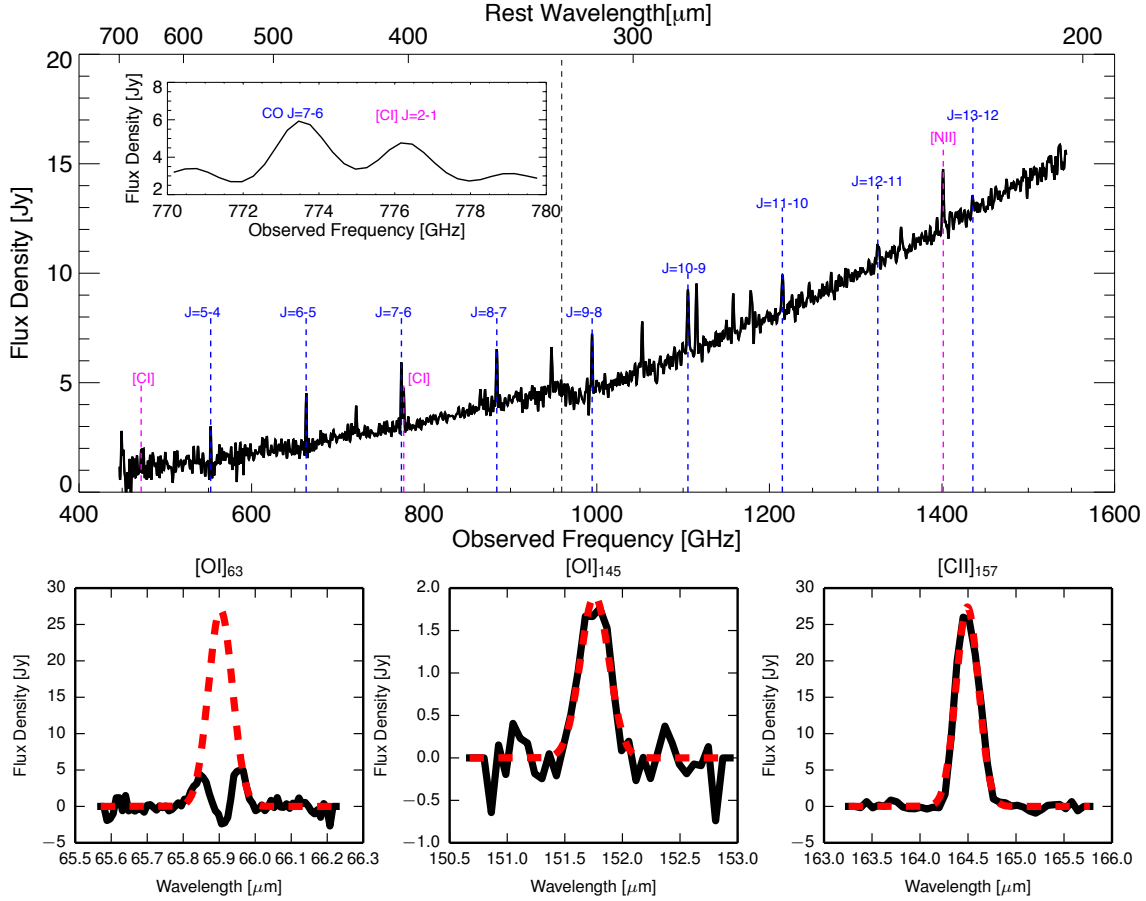 Rest Wavelength[μm]
700 600 500 400 300 200
20
15
10
5
0
Flux Density [Jy]
8
6
4
2
Flux Density [Jy]
CO J=7-6
[CI] J=2-1
770 772 774 776 778 780
Observed Frequency [GHz]
[CI]
J=5-4
J=6-5
J=7-6
[CI]
J=8-7
J=9-8
J=10-9
J=11-10
J=12-11
[NII]
J=13-12
400 600 800 1000 1200 1400 1600
Observed Frequency [GHz]
[OI]63
30
25
20
15
10
5
0
−5
Flux Density [Jy]
65.5 65.6 65.7 65.8 65.9 66.0 66.1 66.2 66.3
Wavelength [μm]
[OI]145
2.0
1.5
1.0
0.5
0.0
−0.5
−1.0
Flux Density [Jy]
150.5 151.0 151.5 152.0 152.5 153.0
Wavelength [μm]
[CII]157
30
25
20
15
10
5
0
−5
Flux Density [Jy]
163.0 163.5 164.0 164.5 165.0 165.5 166.0
Wavelength [μm]